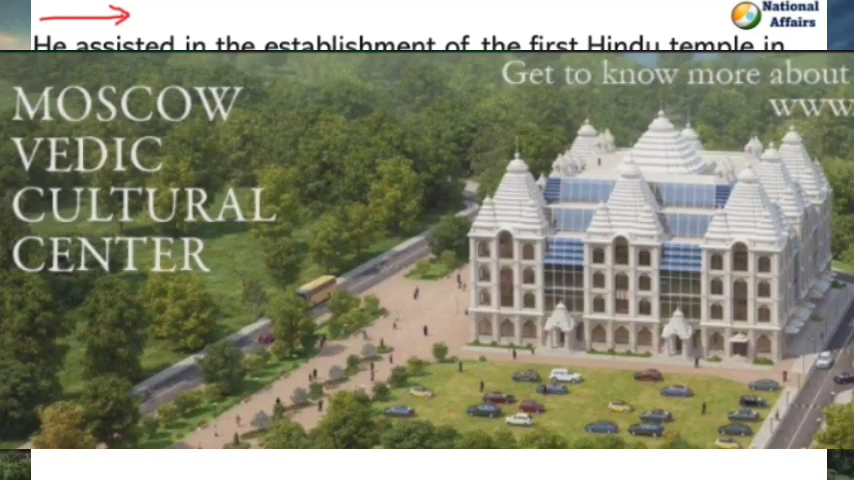 National
Affairs
He assisted in the establishment of the first Hindu temple in
Get to know more about
www
MOSCOW
VEDIC
CULTURAL
CENTER